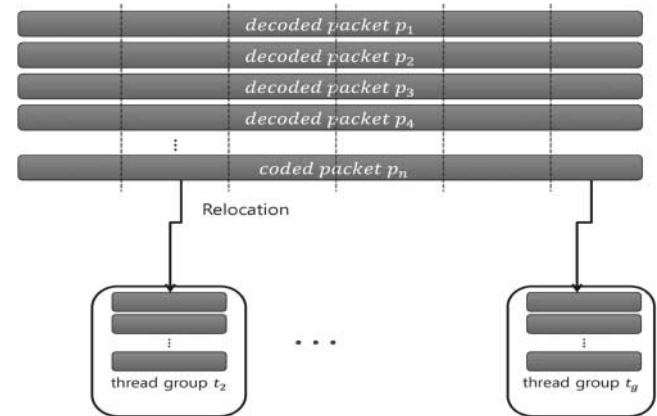 decoded packet p₁
decoded packet p₂
decoded packet p₃
decoded packet p₄
⋮
coded packet pₙ
Relocation
⋮ ... ⋮
thread group t₂ thread group t_g